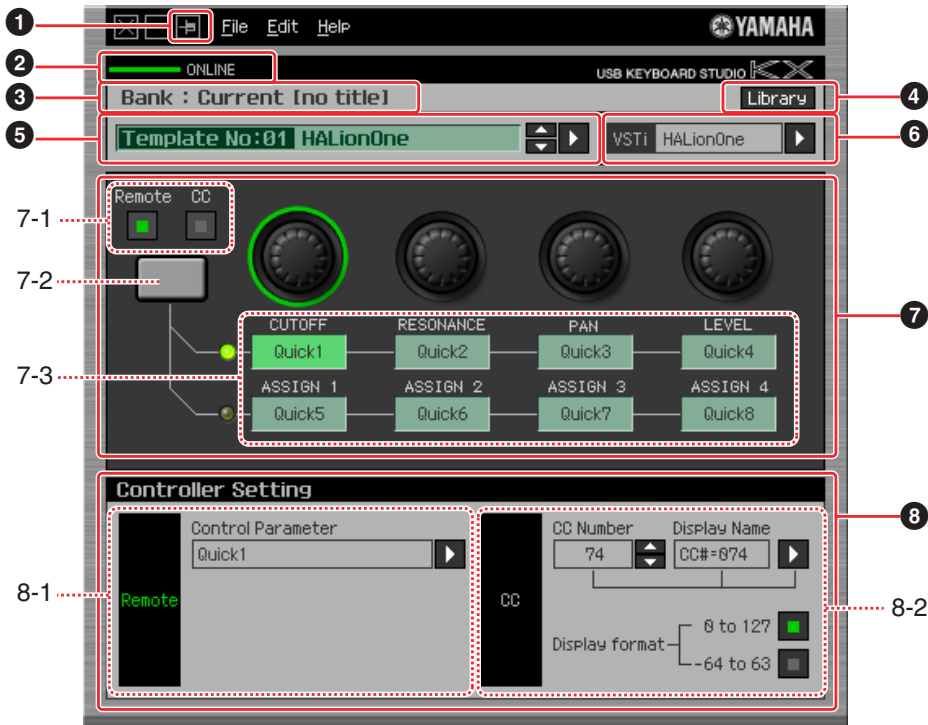 1
File Edit Help
YAMAHA
2
ONLINE
USB KEYBOARD STUDIO KX
3
Bank : Current [no title]
Library
4
5
Template No:01 HALionOne
VSTi HALionOne
6
7-1
Remote CC
7-2
7
CUTOFF RESONANCE PAN LEVEL
Quick1 Quick2 Quick3 Quick4
7-3
ASSIGN 1 ASSIGN 2 ASSIGN 3 ASSIGN 4
Quick5 Quick6 Quick7 Quick8
Controller Setting
8
Control Parameter
Quick1
CC Number Display Name
74 CC#=074
8-1
Remote
CC
8-2
Display format
0 to 127
-64 to 63